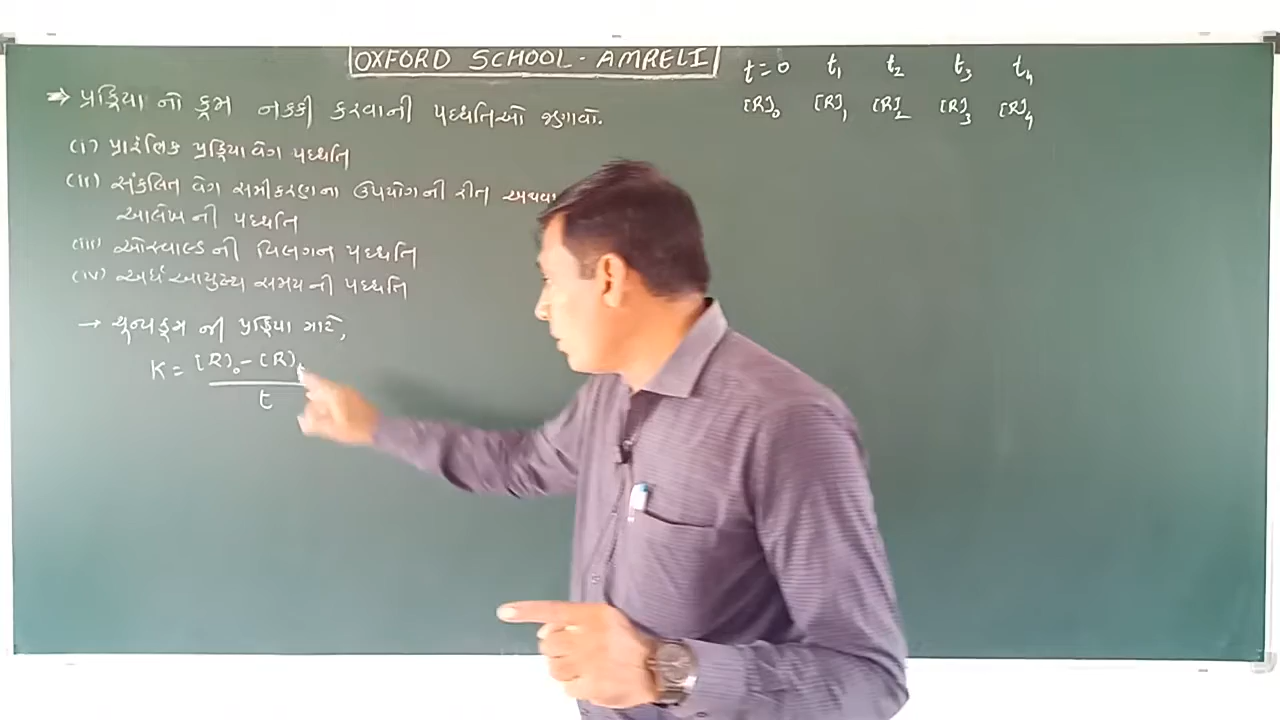 OXFORD SCHOOL - AMRELI
→ પ્રક્રિયા નો ક્રમ નક્કી કરવાની પધ્ધતિઓ જણાવો.
(i) પ્રારંભિક પ્રક્રિયા વેગ પધ્ધતિ
(ii) સંકલિત વેગ સમીકરણના ઉપયોગની રીત અથવા
આલેખ ની પધ્ધતિ
(iii) ઓસ્વાલ્ડ ની વિલગન પધ્ધતિ
(iv) અર્ધઆયુષ્ય સમય ની પધ્ધતિ
→ શૂન્યક્રમ ની પ્રક્રિયા માટે,
K = [R]₀ - [R]t
t
t = 0 t₁ t₂ t₃ t₄
[R]₀ [R]₁ [R]₂ [R]₃ [R]₄